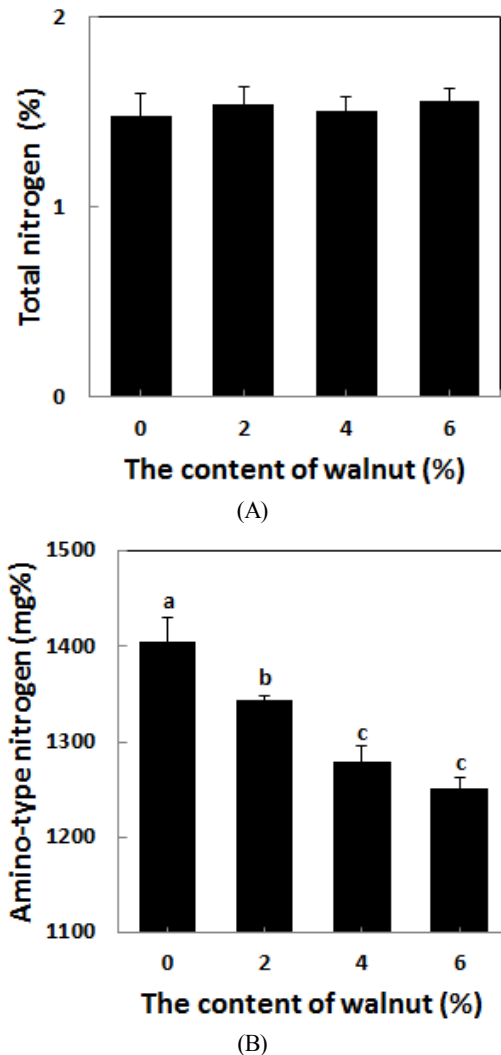 2
1
0
Total nitrogen (%)
0 2 4 6
The content of walnut (%)
(A)
1500
1400
1300
1200
1100
Amino-type nitrogen (mg%)
a
b
c
c
0 2 4 6
The content of walnut (%)
(B)